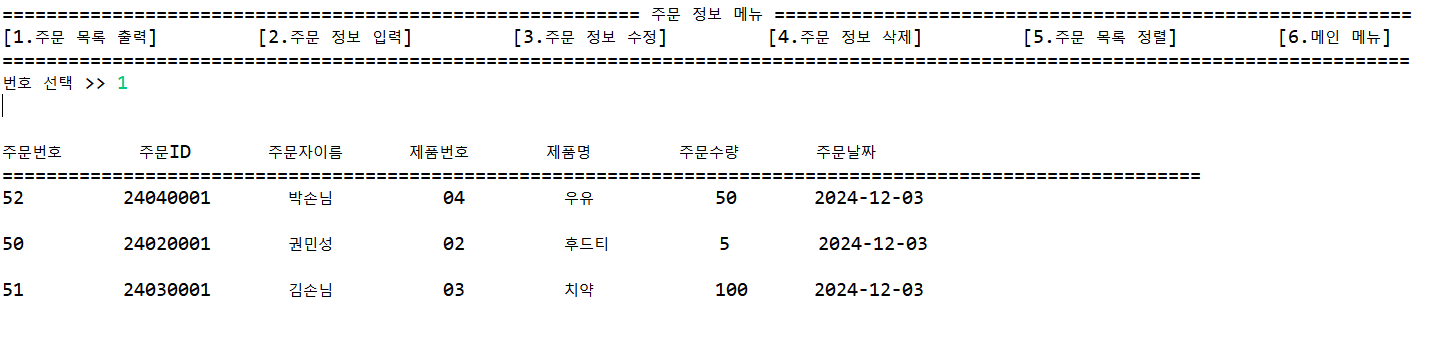 ========================================================== 주문 정보 메뉴 ==========================================================
[1.주문 목록 출력] [2.주문 정보 입력] [3.주문 정보 수정] [4.주문 정보 삭제] [5.주문 목록 정렬] [6.메인 메뉴]
================================================================================================================================
번호 선택 >> 1
주문번호 주문ID 주문자이름 제품번호 제품명 주문수량 주문날짜
=============================================================================================================
52 24040001 박손님 04 우유 50 2024-12-03
50 24020001 권민성 02 후드티 5 2024-12-03
51 24030001 김손님 03 치약 100 2024-12-03